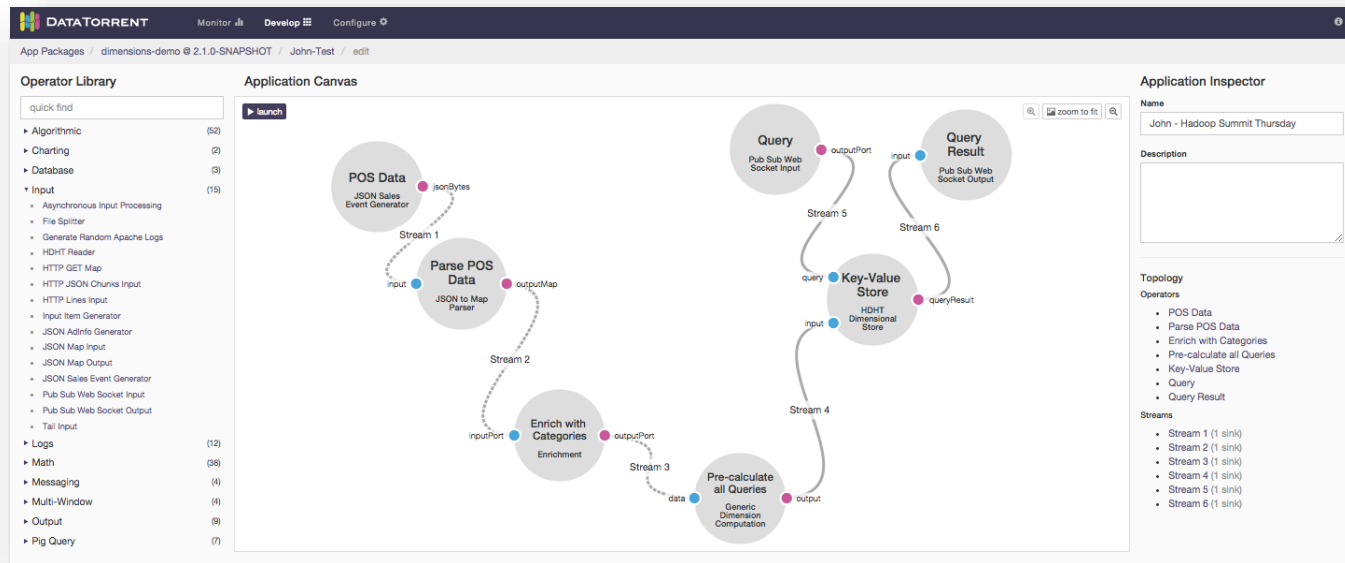 DATATORRENT
Monitor
Develop
Configure
App Packages / dimensions-demo @ 2.1.0-SNAPSHOT / John-Test / edit
Operator Library
quick find
Algorithmic (52)
Charting (2)
Database (3)
Input (15)
Asynchronous Input Processing
File Splitter
Generate Random Apache Logs
HDHT Reader
HTTP GET Map
HTTP JSON Chunks Input
HTTP Lines Input
Input Item Generator
JSON AdInfo Generator
JSON Map Input
JSON Map Output
JSON Sales Event Generator
Pub Sub Web Socket Input
Pub Sub Web Socket Output
Tail Input
Logs (12)
Math (38)
Messaging (4)
Multi-Window (4)
Output (9)
Pig Query (7)
Application Canvas
launch
zoom to fit
POS Data
JSON Sales
Event Generator
jsonBytes
Stream 1
input
Parse POS
Data
JSON to Map
Parser
outputMap
Stream 2
inputPort
Enrich with
Categories
Enrichment
outputPort
Stream 3
data
Pre-calculate
all Queries
Generic
Dimension
Computation
output
Stream 4
Query
Pub Sub Web
Socket Input
outputPort
Stream 5
query
input
Key-Value
Store
HDHT
Dimensional
Store
queryResult
Stream 6
input
Query
Result
Pub Sub Web
Socket Output
Application Inspector
Name
John - Hadoop Summit Thursday
Description
Topology
Operators
POS Data
Parse POS Data
Enrich with Categories
Pre-calculate all Queries
Key-Value Store
Query
Query Result
Streams
Stream 1 (1 sink)
Stream 2 (1 sink)
Stream 3 (1 sink)
Stream 4 (1 sink)
Stream 5 (1 sink)
Stream 6 (1 sink)